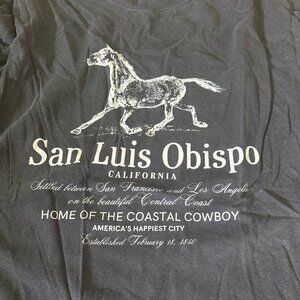 San Luis Obispo
CALIFORNIA
Settled between San Francisco and Los Angeles
on the beautiful Central Coast
HOME OF THE COASTAL COWBOY
AMERICA'S HAPPIEST CITY
Established February 18, 1850